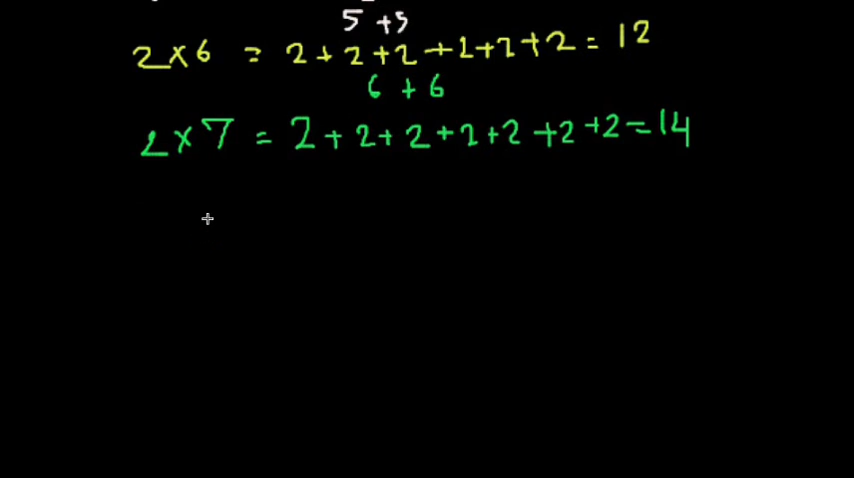 5 + 5
2 × 6 = 2 + 2 + 2 + 2 + 2 + 2 = 12
6 + 6
2 × 7 = 2 + 2 + 2 + 2 + 2 + 2 + 2 = 14